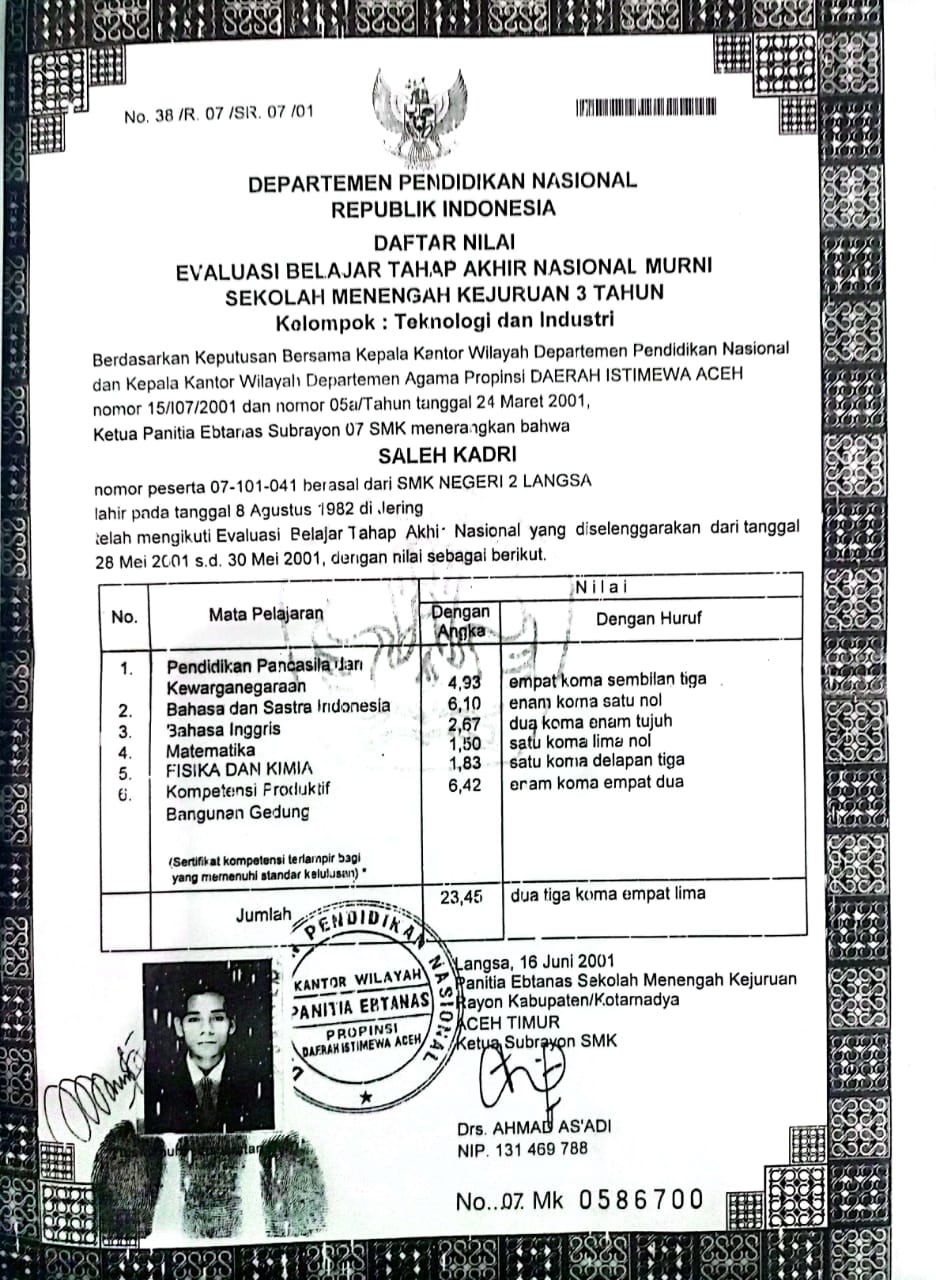 No. 38 /R. 07 /SR. 07 /01
DEPARTEMEN PENDIDIKAN NASIONAL
REPUBLIK INDONESIA
DAFTAR NILAI
EVALUASI BELAJAR TAHAP AKHIR NASIONAL MURNI
SEKOLAH MENENGAH KEJURUAN 3 TAHUN
Kelompok : Teknologi dan Industri
Berdasarkan Keputusan Bersama Kepala Kantor Wilayah Departemen Pendidikan Nasional
dan Kepala Kantor Wilayah Departemen Agama Propinsi DAERAH ISTIMEWA ACEH
nomor 15/I07/2001 dan nomor 05a/Tahun tanggal 24 Maret 2001,
Ketua Panitia Ebtanas Subrayon 07 SMK menerangkan bahwa
SALEH KADRI
nomor peserta 07-101-041 berasal dari SMK NEGERI 2 LANGSA
lahir pada tanggal 8 Agustus 1982 di Jering
telah mengikuti Evaluasi Belajar Tahap Akhir Nasional yang diselenggarakan dari tanggal
28 Mei 2001 s.d. 30 Mei 2001, dengan nilai sebagai berikut.
No. Mata Pelajaran Nilai
Dengan Angka Dengan Huruf
1. Pendidikan Pancasila dan
Kewarganegaraan 4,93 empat koma sembilan tiga
2. Bahasa dan Sastra Indonesia 6,10 enam koma satu nol
3. Bahasa Inggris 2,67 dua koma enam tujuh
4. Matematika 1,50 satu koma lima nol
5. FISIKA DAN KIMIA 1,83 satu koma delapan tiga
6. Kompetensi Produktif 6,42 enam koma empat dua
Bangunan Gedung
(Sertifikat kompetensi terlampir bagi
yang memenuhi standar kelulusan) *
Jumlah 23,45 dua tiga koma empat lima
PENDIDIKAN NASIONAL
KANTOR WILAYAH
PANITIA EBTANAS
PROPINSI
DAERAH ISTIMEWA ACEH
Langsa, 16 Juni 2001
Panitia Ebtanas Sekolah Menengah Kejuruan
Rayon Kabupaten/Kotamadya
ACEH TIMUR
Ketua Subrayon SMK
Drs. AHMAD AS'ADI
NIP. 131 469 788
No...07. Mk 0586700